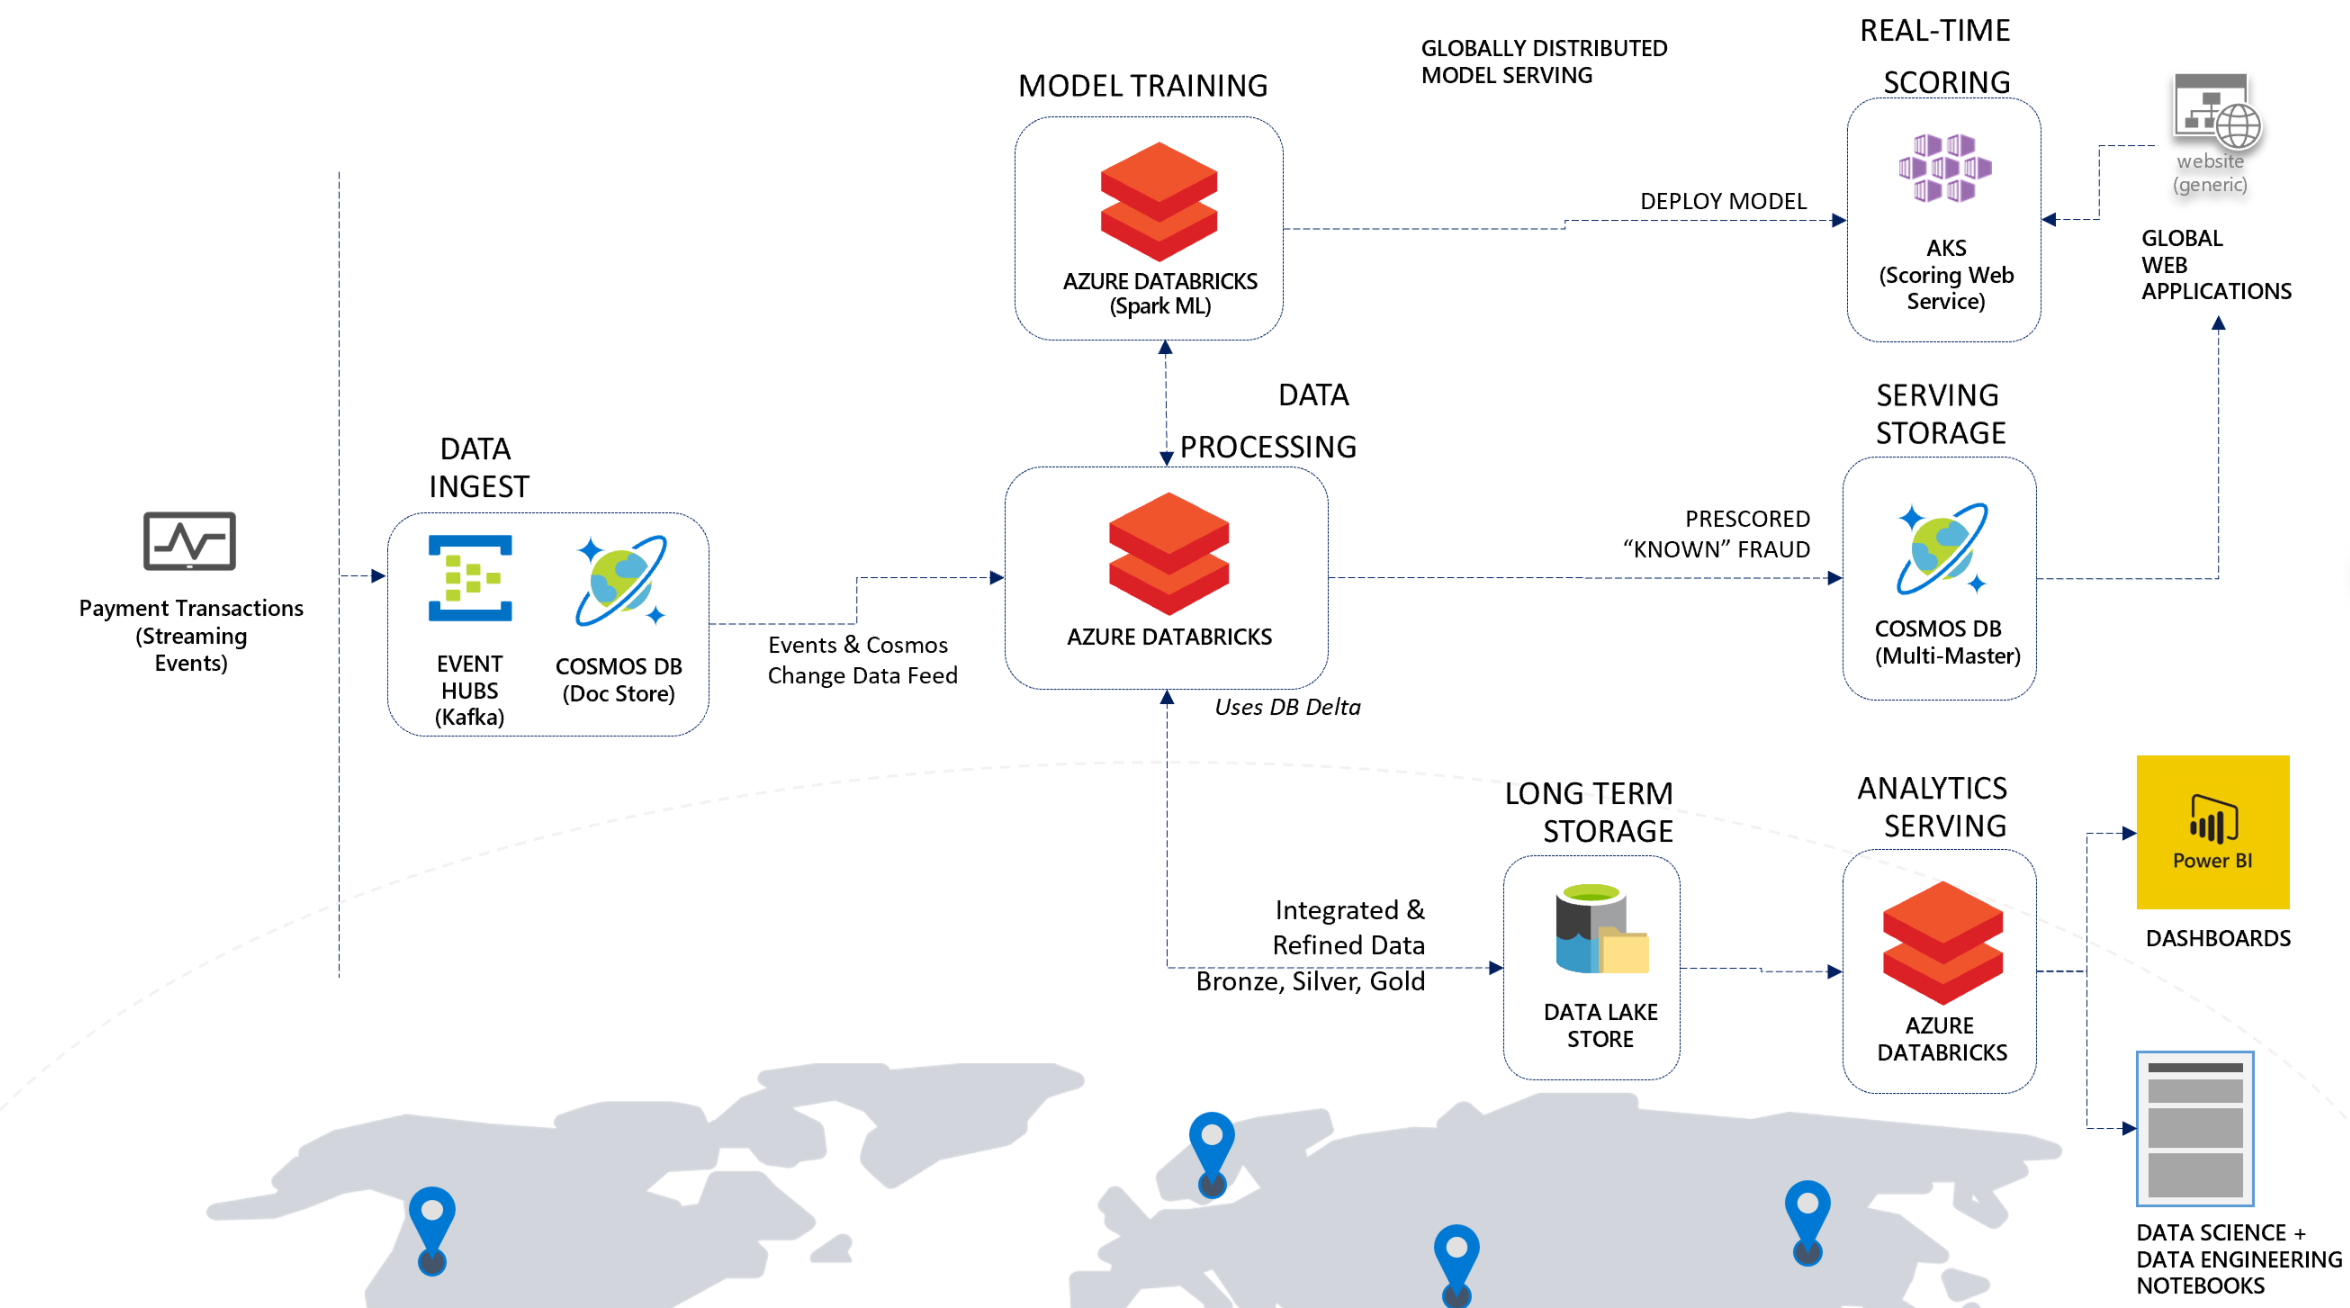 REAL-TIME
SCORING
GLOBALLY DISTRIBUTED
MODEL SERVING
MODEL TRAINING
AZURE DATABRICKS
(Spark ML)
DEPLOY MODEL
AKS
(Scoring Web
Service)
website
(generic)
GLOBAL
WEB
APPLICATIONS
DATA
PROCESSING
SERVING
STORAGE
DATA
INGEST
Payment Transactions
(Streaming
Events)
EVENT
HUBS
(Kafka)
COSMOS DB
(Doc Store)
Events & Cosmos
Change Data Feed
AZURE DATABRICKS
Uses DB Delta
PRESCORED
“KNOWN” FRAUD
COSMOS DB
(Multi-Master)
LONG TERM
STORAGE
ANALYTICS
SERVING
Integrated &
Refined Data
Bronze, Silver, Gold
DATA LAKE
STORE
AZURE
DATABRICKS
Power BI
DASHBOARDS
DATA SCIENCE +
DATA ENGINEERING
NOTEBOOKS